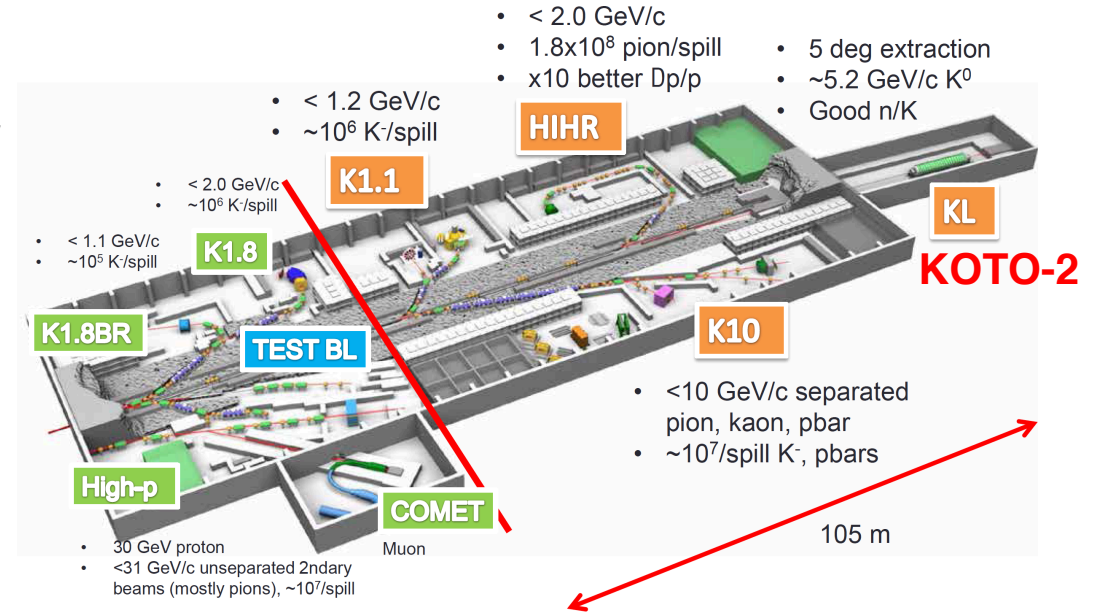 • < 2.0 GeV/c
• 1.8x10⁸ pion/spill
• x10 better Dp/p
• 5 deg extraction
• ~5.2 GeV/c K⁰
• Good n/K
• < 1.2 GeV/c
• ~10⁶ K⁻/spill
HIHR
K1.1
KL
• < 2.0 GeV/c
• ~10⁶ K⁻/spill
K1.8
• < 1.1 GeV/c
• ~10⁵ K⁻/spill
KOTO-2
K1.8BR
TEST BL
K10
• <10 GeV/c separated
pion, kaon, pbar
• ~10⁷/spill K⁻, pbars
High-p
COMET
105 m
• 30 GeV proton
• <31 GeV/c unseparated 2ndary
beams (mostly pions), ~10⁷/spill
Muon